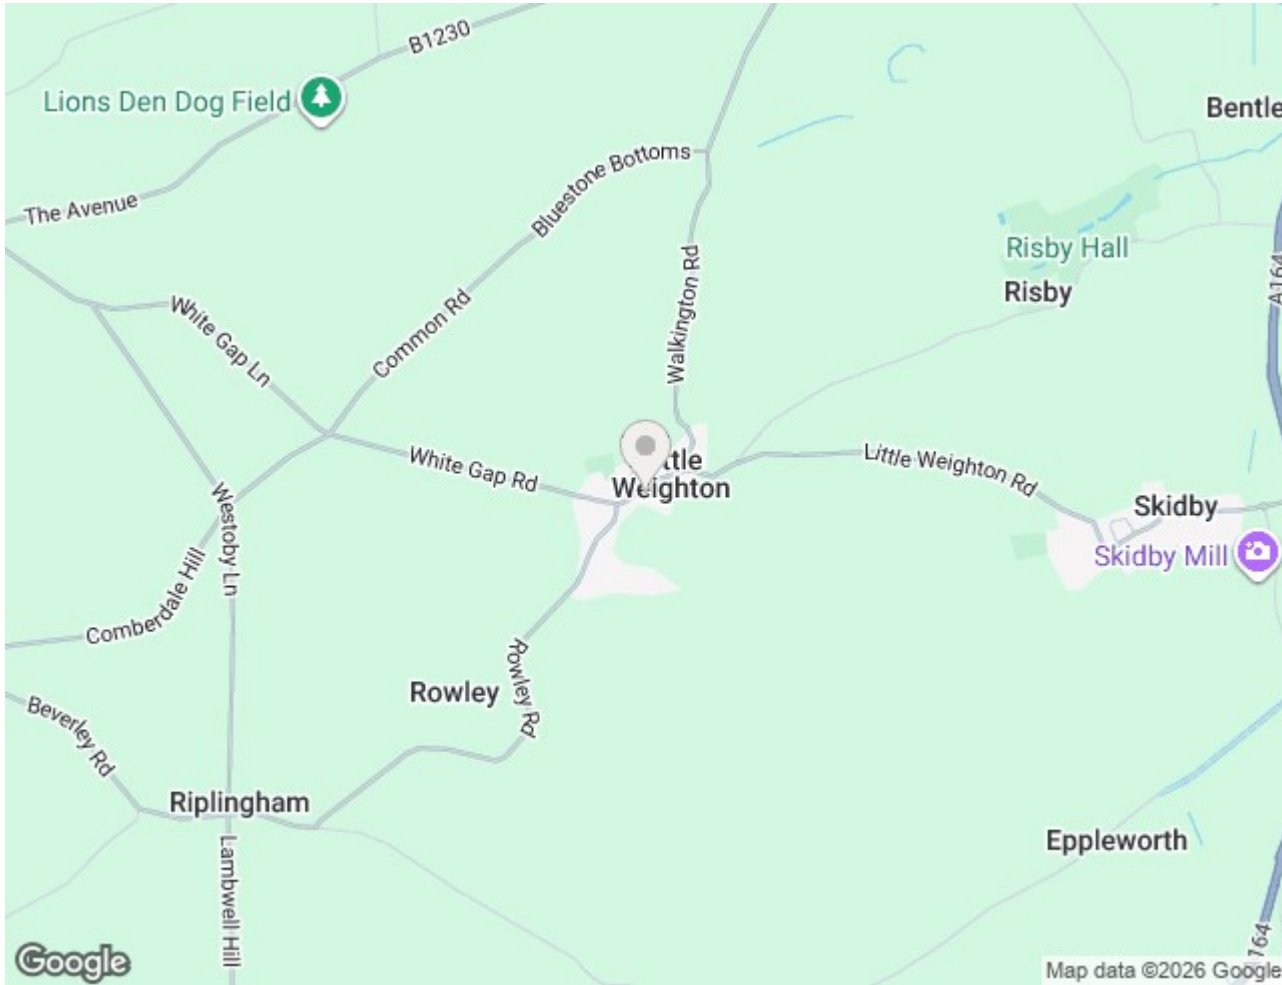 B1230
Lions Den Dog Field
Bentle
Bluestone Bottoms
The Avenue
Risby Hall
Walkington Rd
A164
Risby
White Gap Ln
Common Rd
ttle
Weighton
White Gap Rd
Little Weighton Rd
Skidby
Westoby Ln
Skidby Mill
Comberdale Hill
Rowley
Rowley Rd
Beverley Rd
Riplingham
Eppleworth
Lambwell Hill
164
Google
Map data ©2026 Google